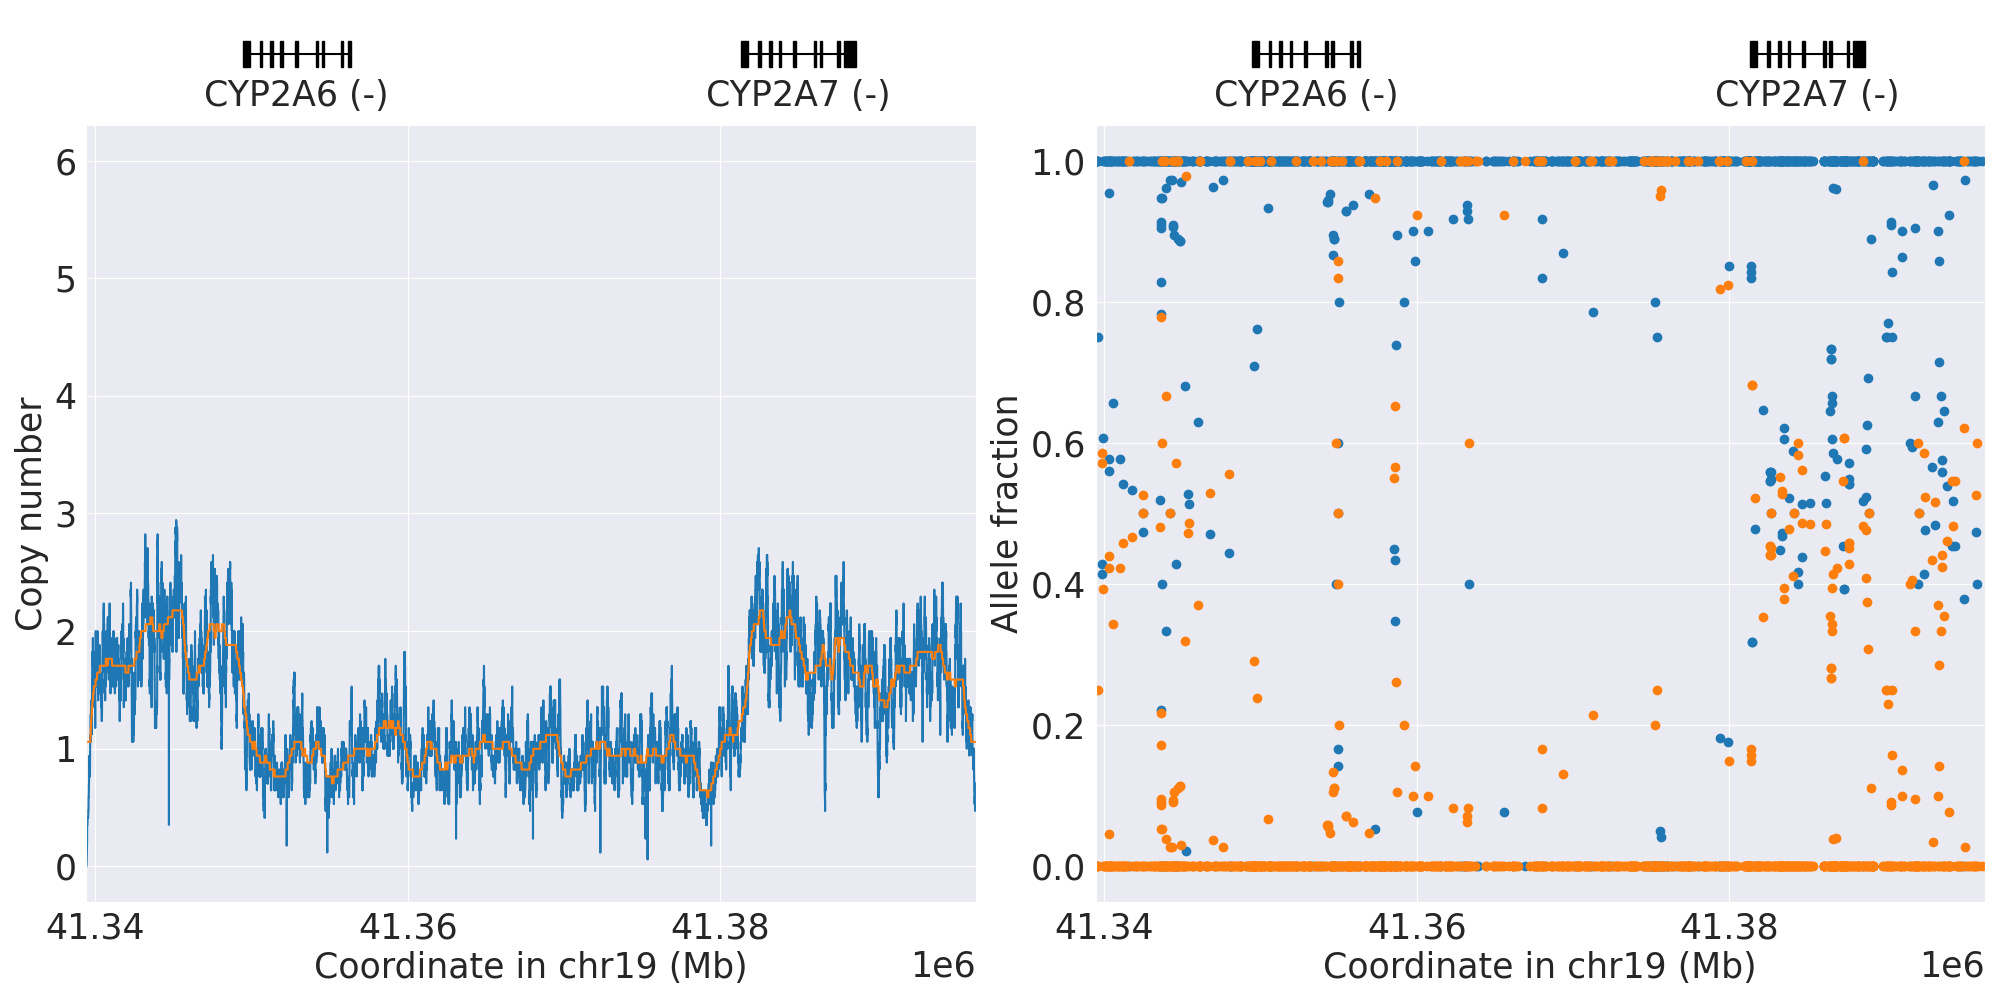 CYP2A6 (-)
CYP2A7 (-)
6
5
4
3
2
1
0
Copy number
41.34
41.36
41.38
Coordinate in chr19 (Mb)
1e6
CYP2A6 (-)
CYP2A7 (-)
1.0
0.8
0.6
0.4
0.2
0.0
Allele fraction
41.34
41.36
41.38
Coordinate in chr19 (Mb)
1e6